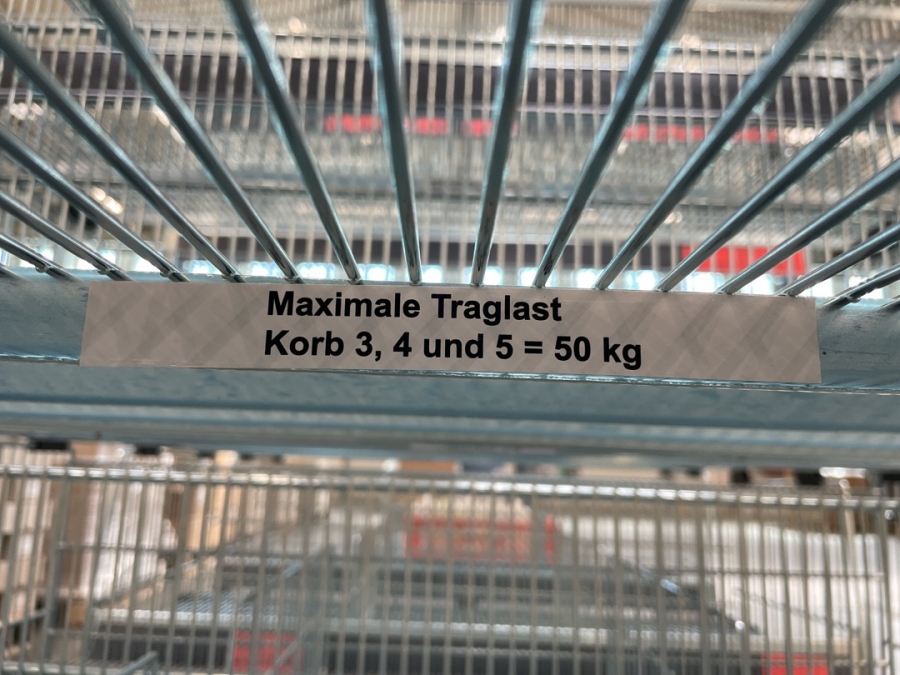 Maximale Traglast
Korb 3, 4 und 5 = 50 kg